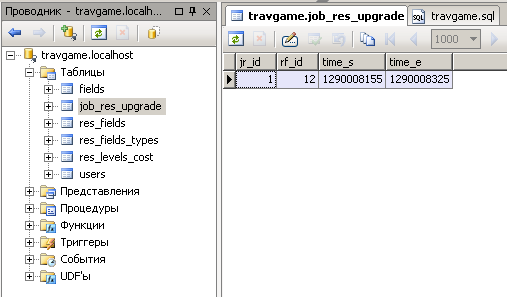 Проводник - travgame.localh...
travgame.localhost
Таблицы
fields
job_res_upgrade
res_fields
res_fields_types
res_levels_cost
users
Представления
Процедуры
Функции
Триггеры
События
UDF'ы
travgame.job_res_upgrade
SQL travgame.sql
1000
jr_id rf_id time_s time_e
1 12 1290008155 1290008325